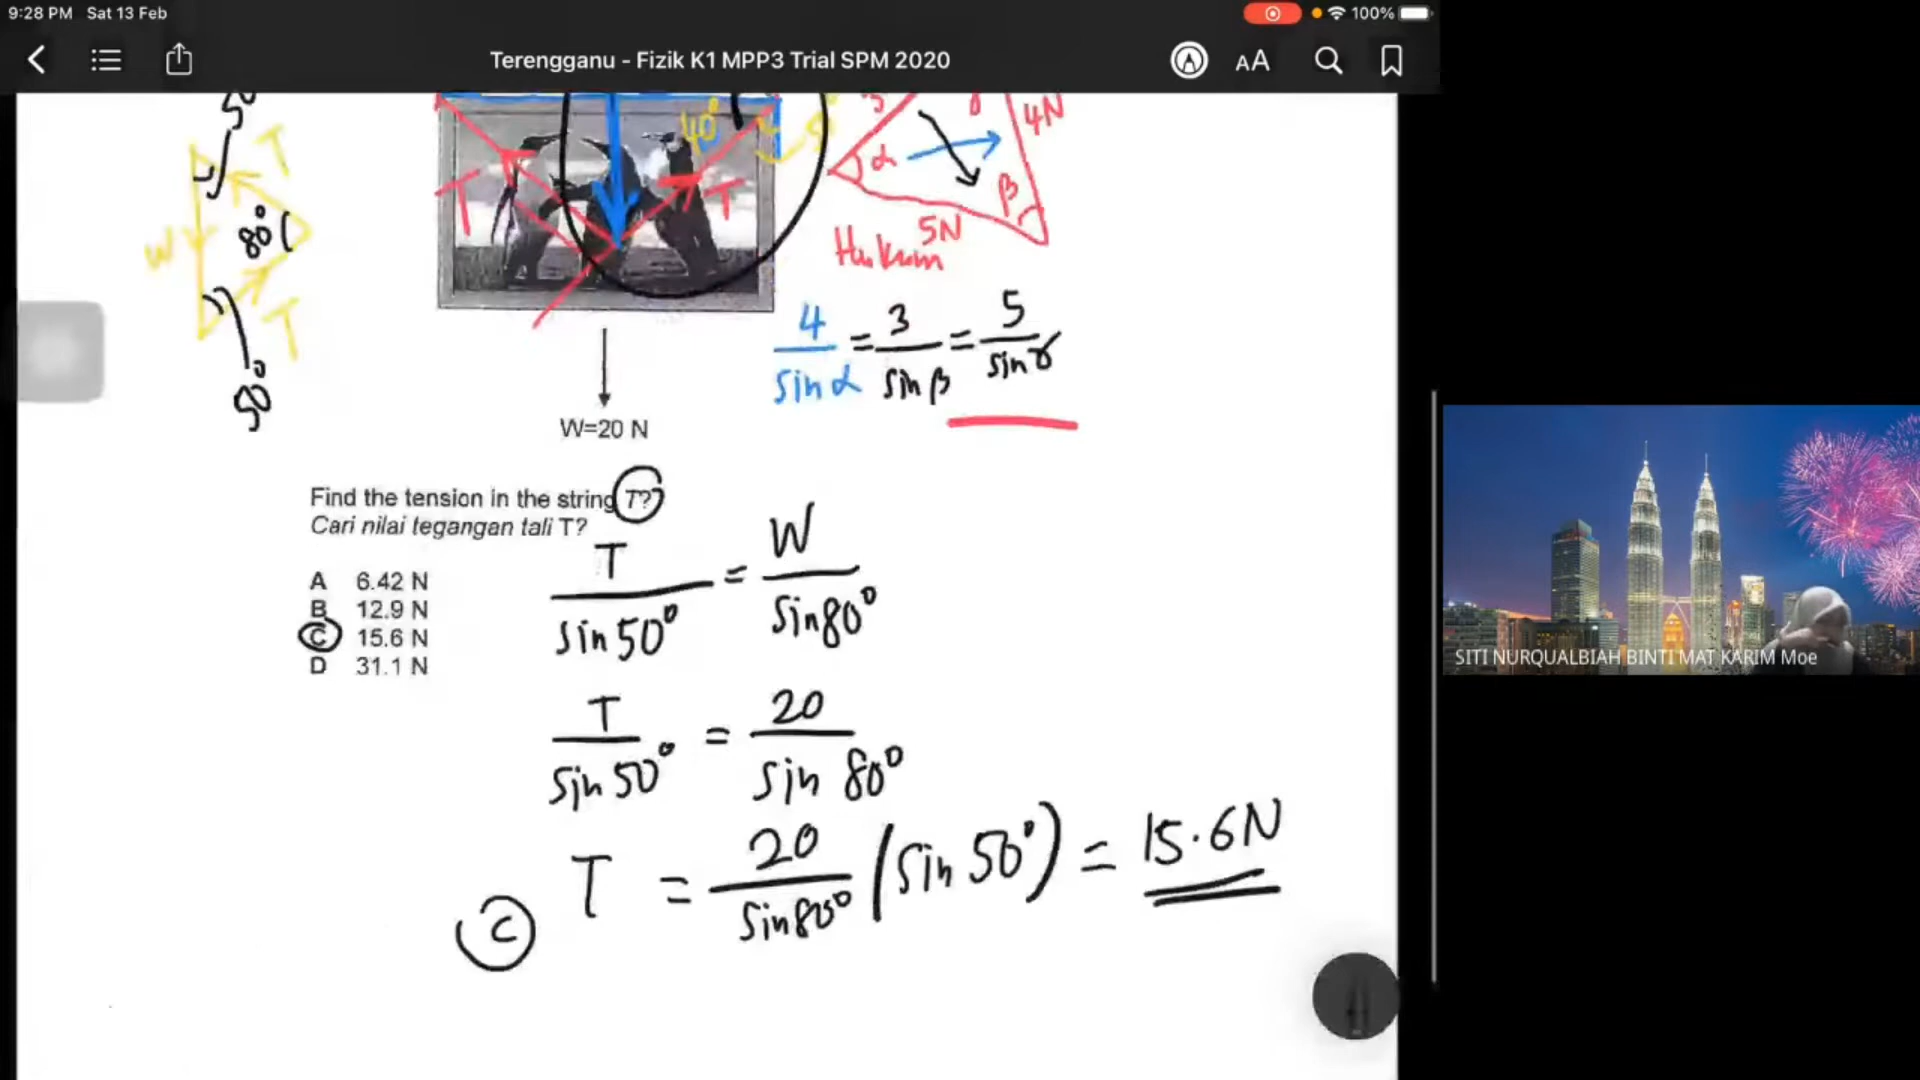 9:28 PM Sat 13 Feb
100%
Terengganu - Fizik K1 MPP3 Trial SPM 2020
AA
50°
T
W
80°
T
50°
T
T
40°
W=20 N
α
β
4N
5N
Hukum
4/sin α = 3/sin β = 5/sin γ
Find the tension in the string T?
Cari nilai tegangan tali T?
A 6.42 N
B 12.9 N
C 15.6 N
D 31.1 N
T/sin 50° = W/sin 80°
T/sin 50° = 20/sin 80°
T = 20/sin 80° (sin 50°) = 15.6 N
C
SITI NURQUALBIAH BINTI MAT KARIM Moe